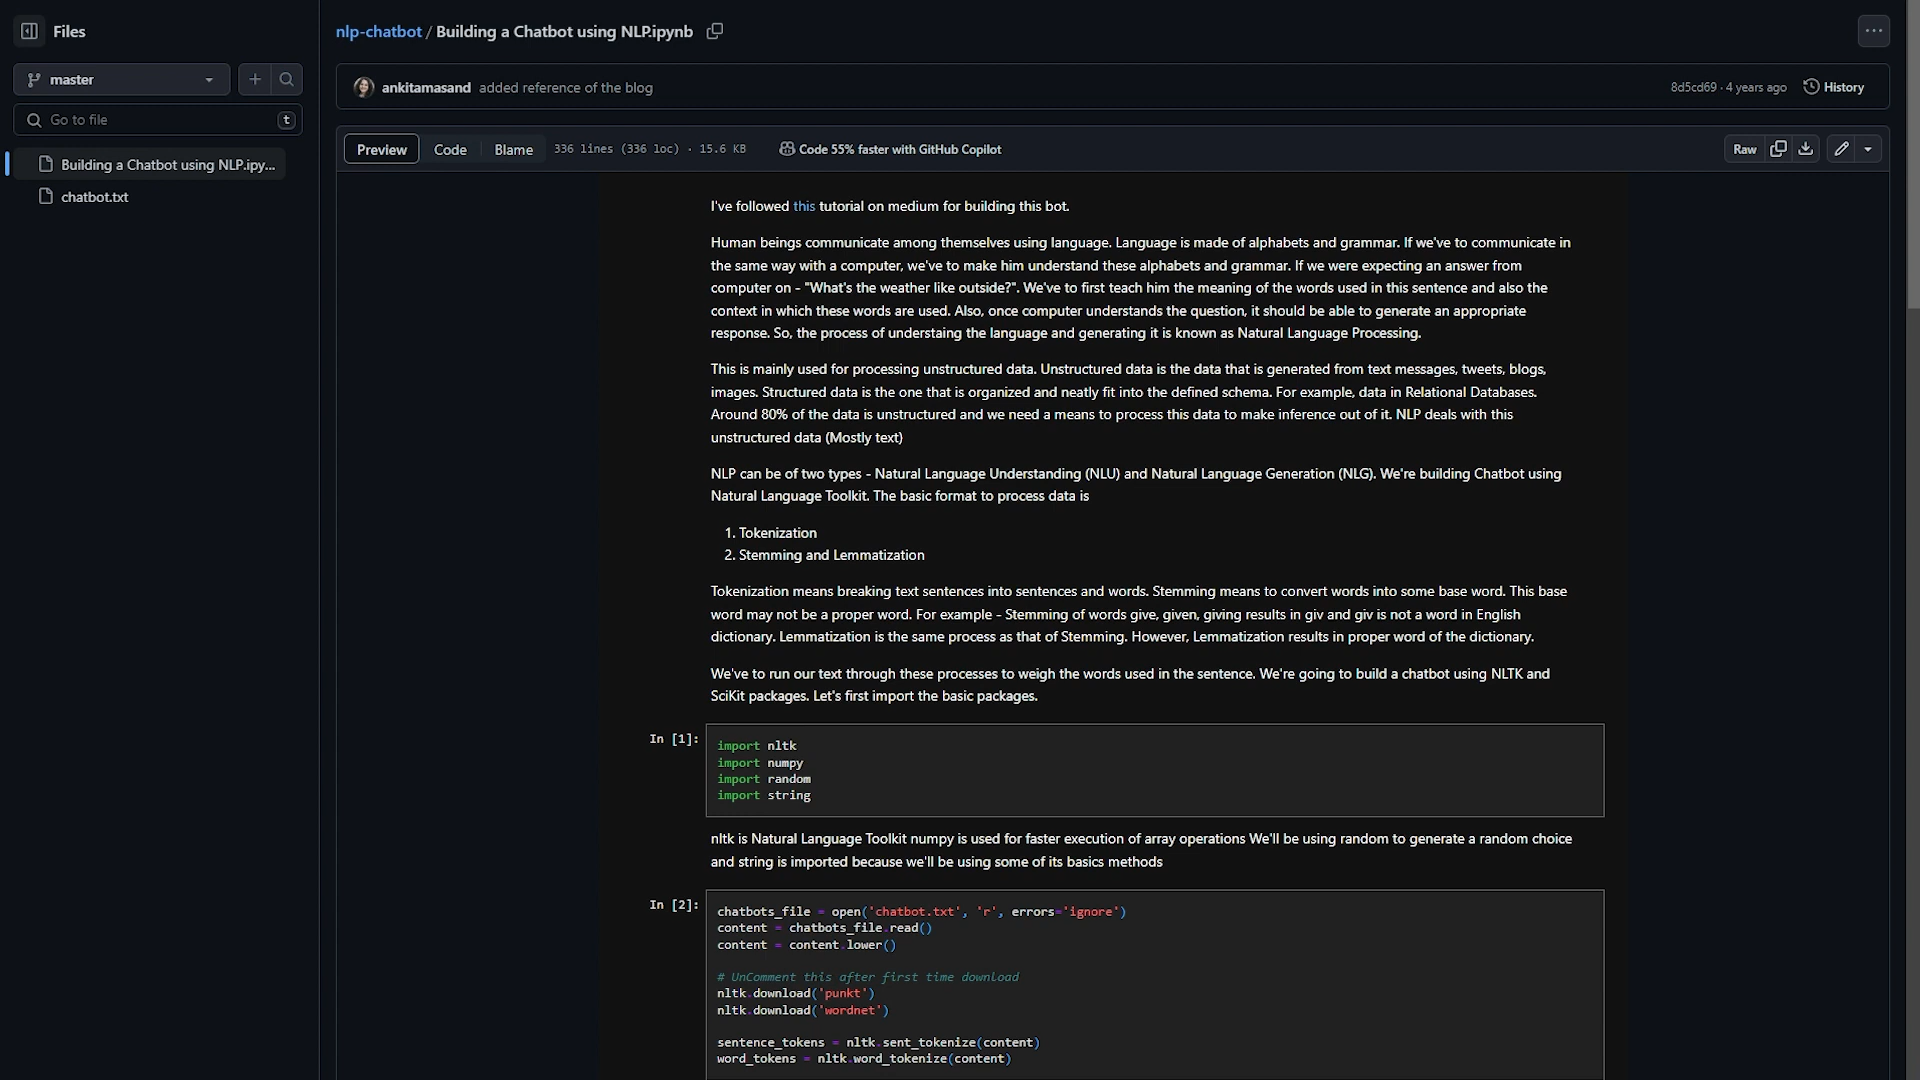 Files
nlp-chatbot / Building a Chatbot using NLP.ipynb
master
ankitamasand added reference of the blog
8d5cd69 · 4 years ago
History
Go to file
t
Preview
Code
Blame
336 lines (336 loc) · 15.6 KB
Code 55% faster with GitHub Copilot
Raw
Building a Chatbot using NLP.ipy...
chatbot.txt
I've followed this tutorial on medium for building this bot.
Human beings communicate among themselves using language. Language is made of alphabets and grammar. If we've to communicate in
the same way with a computer, we've to make him understand these alphabets and grammar. If we were expecting an answer from
computer on - "What's the weather like outside?". We've to first teach him the meaning of the words used in this sentence and also the
context in which these words are used. Also, once computer understands the question, it should be able to generate an appropriate
response. So, the process of understaing the language and generating it is known as Natural Language Processing.
This is mainly used for processing unstructured data. Unstructured data is the data that is generated from text messages, tweets, blogs,
images. Structured data is the one that is organized and neatly fit into the defined schema. For example, data in Relational Databases.
Around 80% of the data is unstructured and we need a means to process this data to make inference out of it. NLP deals with this
unstructured data (Mostly text)
NLP can be of two types - Natural Language Understanding (NLU) and Natural Language Generation (NLG). We're building Chatbot using
Natural Language Toolkit. The basic format to process data is
1. Tokenization
2. Stemming and Lemmatization
Tokenization means breaking text sentences into sentences and words. Stemming means to convert words into some base word. This base
word may not be a proper word. For example - Stemming of words give, given, giving results in giv and giv is not a word in English
dictionary. Lemmatization is the same process as that of Stemming. However, Lemmatization results in proper word of the dictionary.
We've to run our text through these processes to weigh the words used in the sentence. We're going to build a chatbot using NLTK and
SciKit packages. Let's first import the basic packages.
In [1]:
import nltk
import numpy
import random
import string
nltk is Natural Language Toolkit numpy is used for faster execution of array operations We'll be using random to generate a random choice
and string is imported because we'll be using some of its basics methods
In [2]:
chatbots_file = open('chatbot.txt', 'r', errors='ignore')
content = chatbots_file.read()
content = content.lower()
# UnComment this after first time download
nltk.download('punkt')
nltk.download('wordnet')
sentence_tokens = nltk.sent_tokenize(content)
word_tokens = nltk.word_tokenize(content)